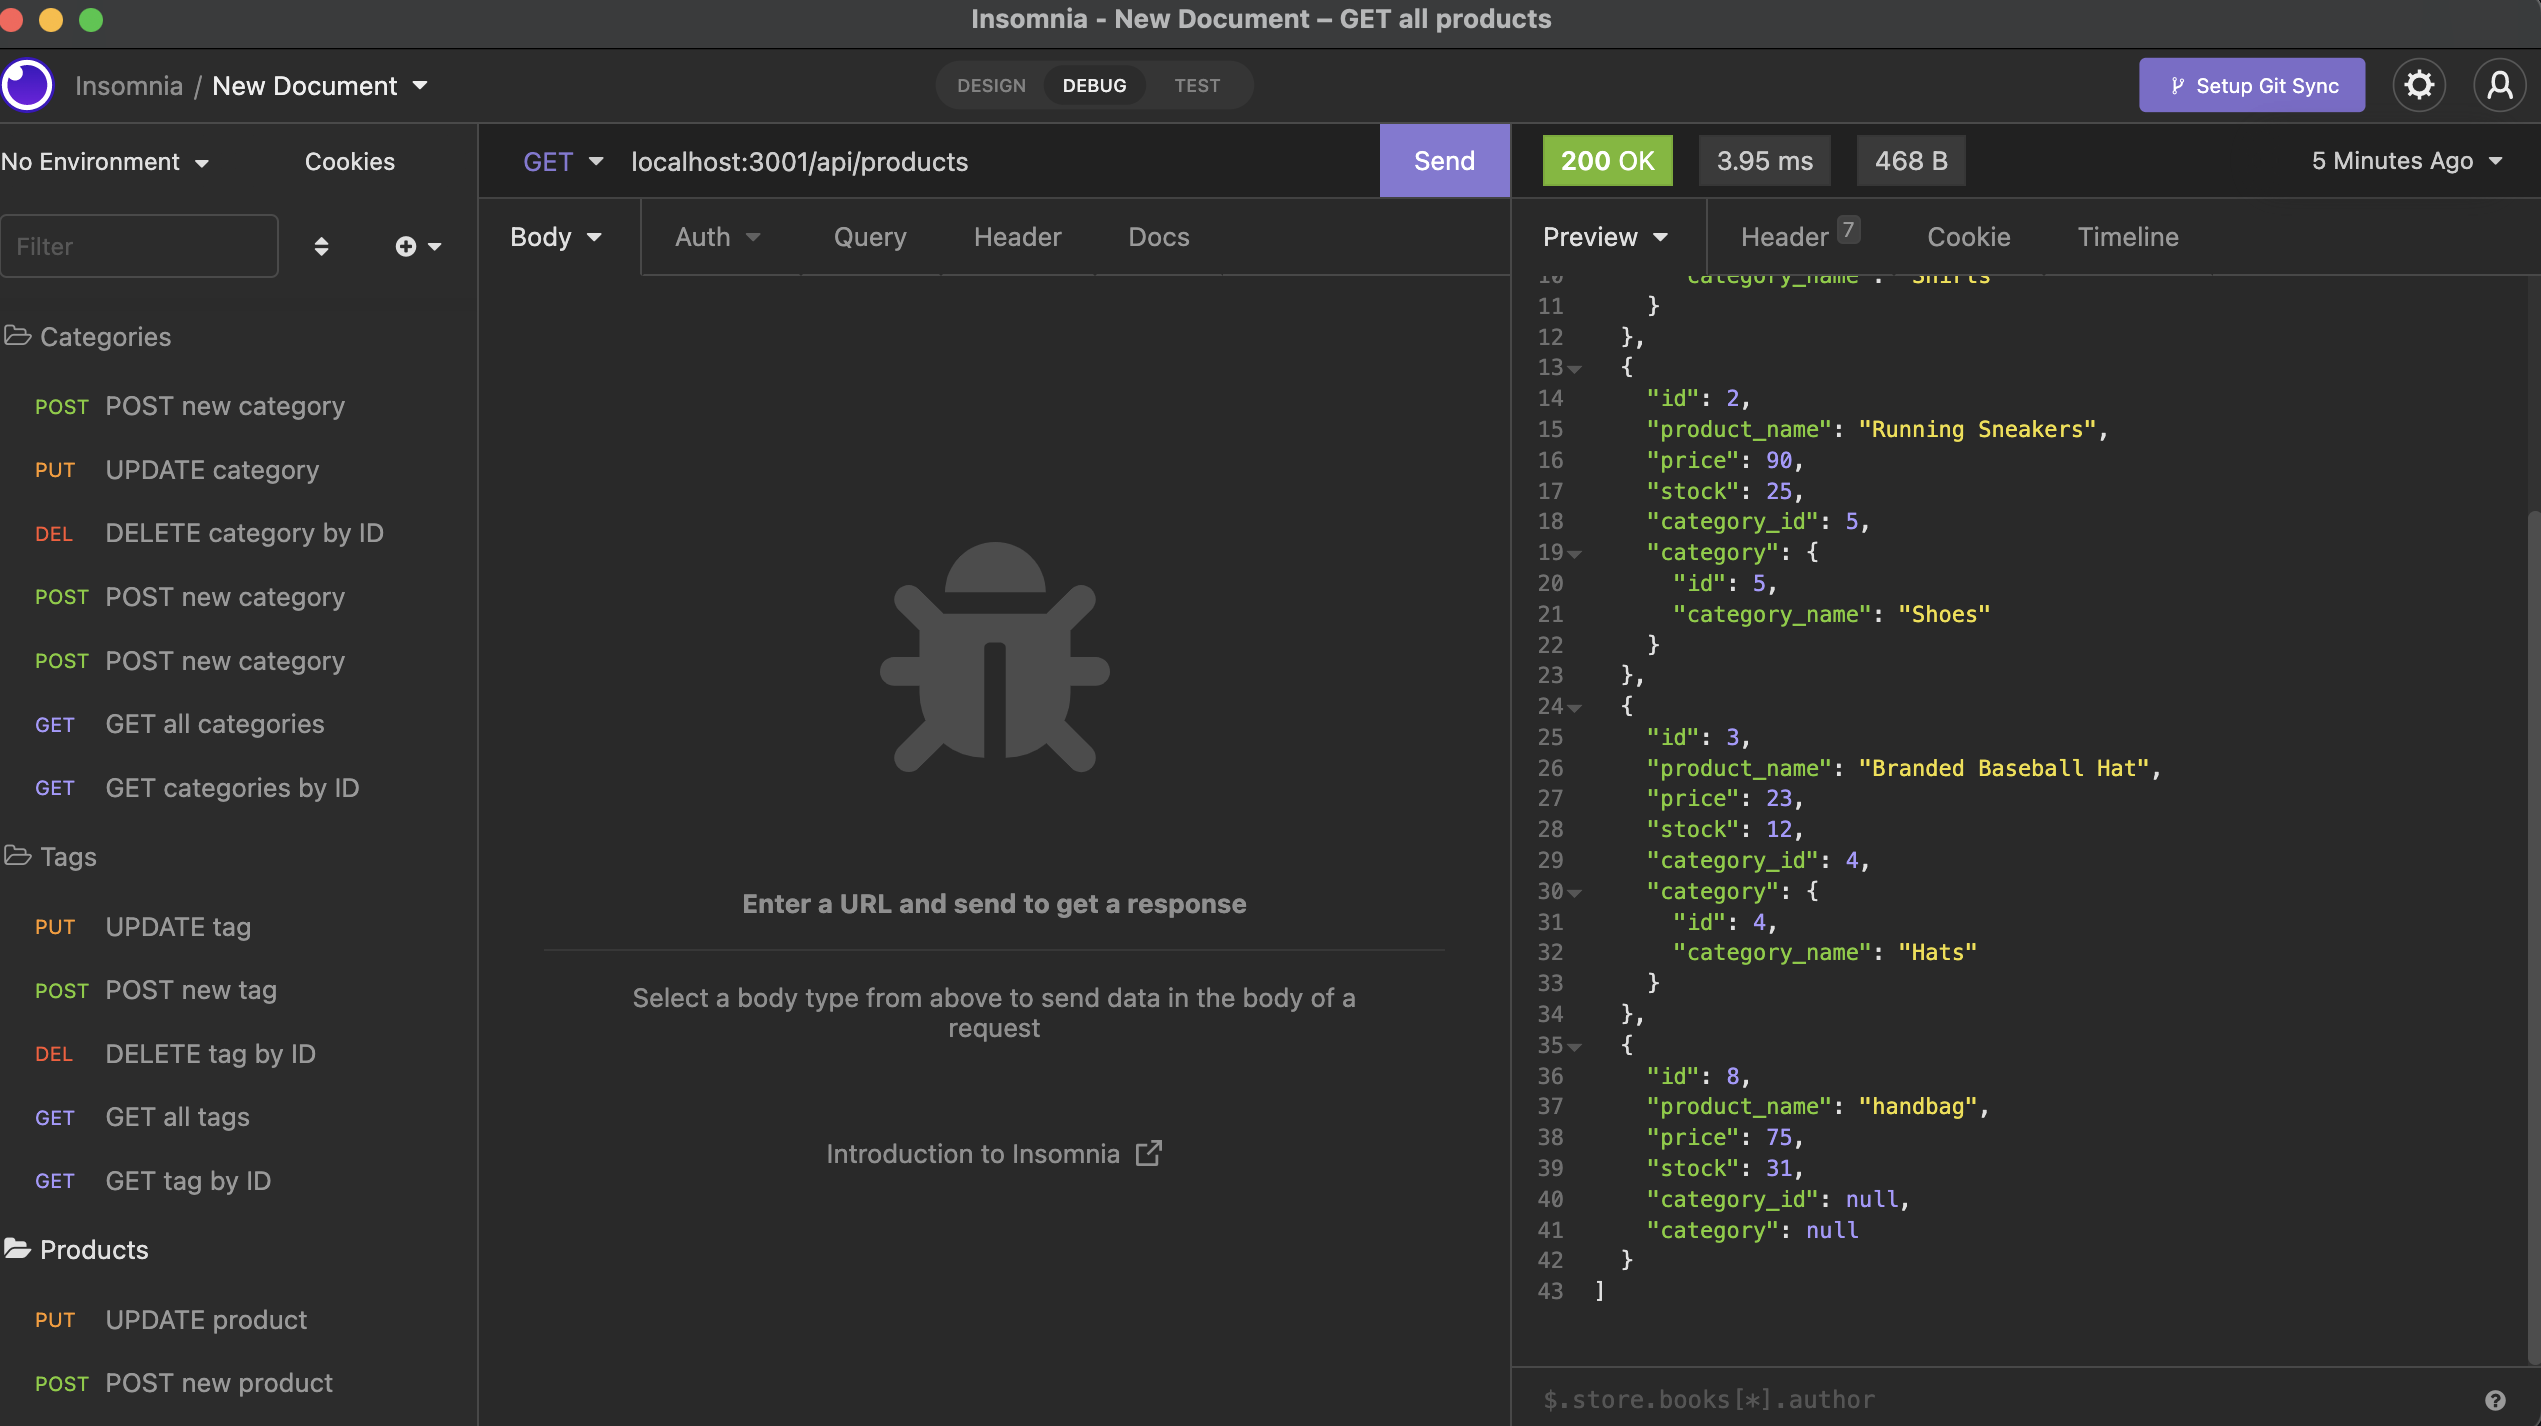 Insomnia - New Document – GET all products
Insomnia / New Document
DESIGN DEBUG TEST
Setup Git Sync
No Environment Cookies
Filter
Categories
POST POST new category
PUT UPDATE category
DEL DELETE category by ID
POST POST new category
POST POST new category
GET GET all categories
GET GET categories by ID
Tags
PUT UPDATE tag
POST POST new tag
DEL DELETE tag by ID
GET GET all tags
GET GET tag by ID
Products
PUT UPDATE product
POST POST new product
GET localhost:3001/api/products Send
Body Auth Query Header Docs
Enter a URL and send to get a response
Select a body type from above to send data in the body of a
request
Introduction to Insomnia
200 OK 3.95 ms 468 B 5 Minutes Ago
Preview Header 7 Cookie Timeline
10 "category_name": "Shirts"
11 }
12 },
13 {
14 "id": 2,
15 "product_name": "Running Sneakers",
16 "price": 90,
17 "stock": 25,
18 "category_id": 5,
19 "category": {
20 "id": 5,
21 "category_name": "Shoes"
22 }
23 },
24 {
25 "id": 3,
26 "product_name": "Branded Baseball Hat",
27 "price": 23,
28 "stock": 12,
29 "category_id": 4,
30 "category": {
31 "id": 4,
32 "category_name": "Hats"
33 }
34 },
35 {
36 "id": 8,
37 "product_name": "handbag",
38 "price": 75,
39 "stock": 31,
40 "category_id": null,
41 "category": null
42 }
43 ]
$.store.books[*].author